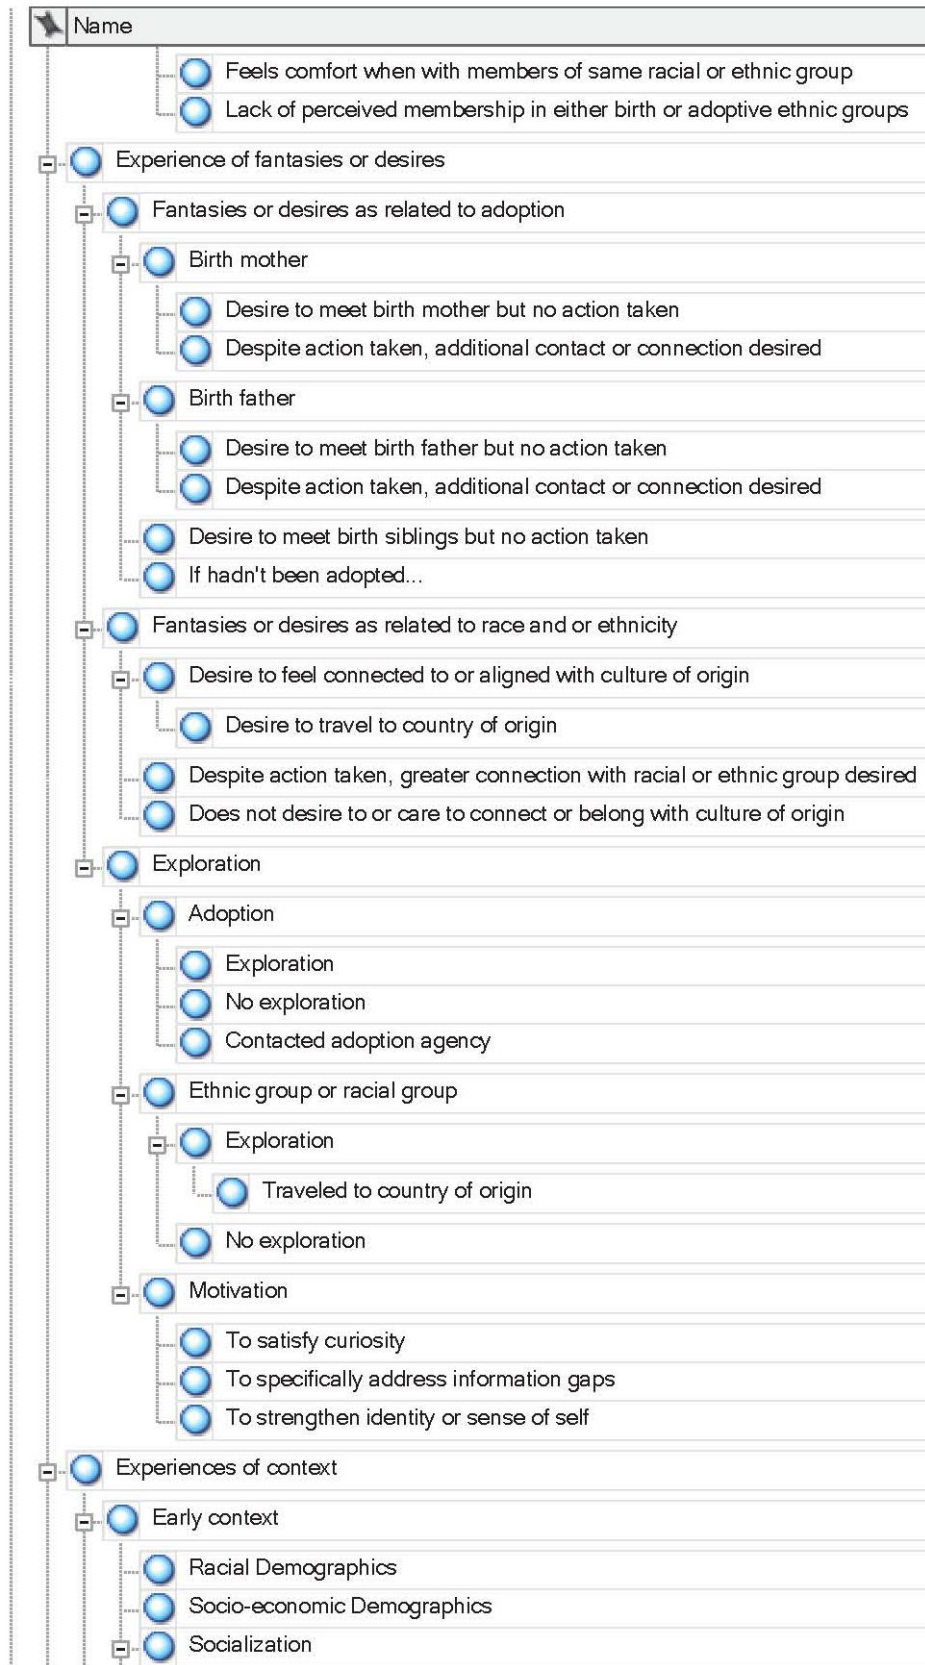 Name
Feels comfort when with members of same racial or ethnic group
Lack of perceived membership in either birth or adoptive ethnic groups
Experience of fantasies or desires
Fantasies or desires as related to adoption
Birth mother
Desire to meet birth mother but no action taken
Despite action taken, additional contact or connection desired
Birth father
Desire to meet birth father but no action taken
Despite action taken, additional contact or connection desired
Desire to meet birth siblings but no action taken
If hadn't been adopted...
Fantasies or desires as related to race and or ethnicity
Desire to feel connected to or aligned with culture of origin
Desire to travel to country of origin
Despite action taken, greater connection with racial or ethnic group desired
Does not desire to or care to connect or belong with culture of origin
Exploration
Adoption
Exploration
No exploration
Contacted adoption agency
Ethnic group or racial group
Exploration
Traveled to country of origin
No exploration
Motivation
To satisfy curiosity
To specifically address information gaps
To strengthen identity or sense of self
Experiences of context
Early context
Racial Demographics
Socio-economic Demographics
Socialization